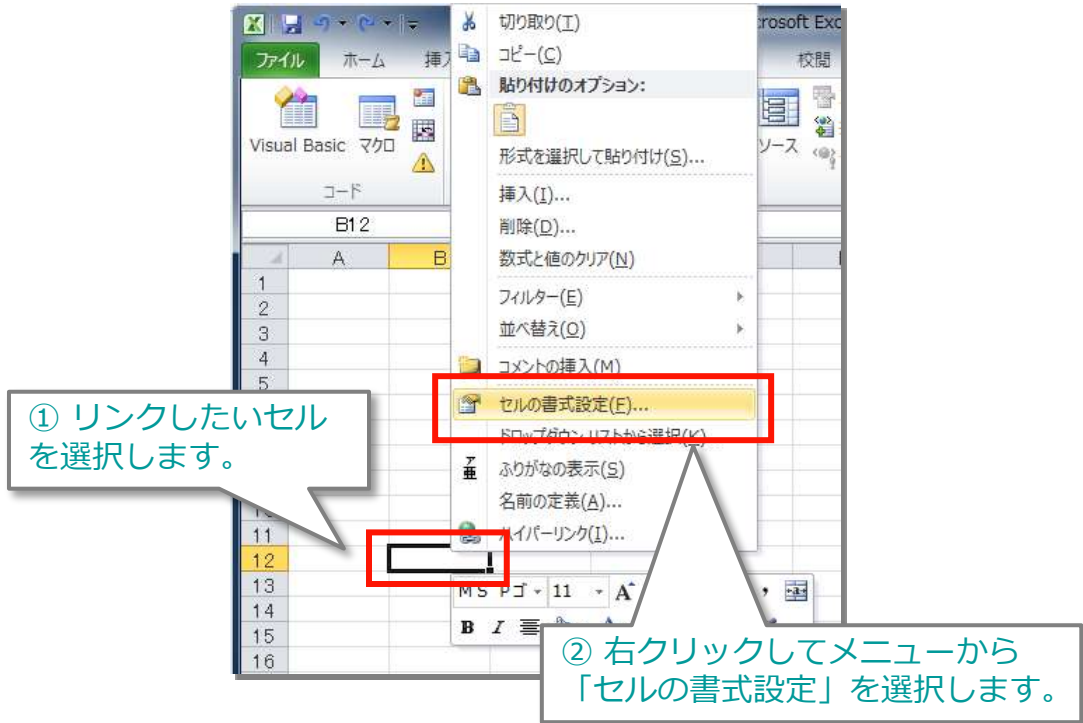 rosoft Exc
ファイル ホーム 挿入 校閲
Visual Basic マクロ ソース
コード
B12
A B
1
2
3
4
5
11
12
13
14
15
16
切り取り(T)
コピー(C)
貼り付けのオプション:
形式を選択して貼り付け(S)...
挿入(I)...
削除(D)...
数式と値のクリア(N)
フィルター(E)
並べ替え(O)
コメントの挿入(M)
セルの書式設定(F)...
ドロップダウン リストから選択(K)
ふりがなの表示(S)
名前の定義(A)...
ハイパーリンク(I)...
MS Pゴ 11 A
B I
① リンクしたいセル
を選択します。
② 右クリックしてメニューから
「セルの書式設定」を選択します。